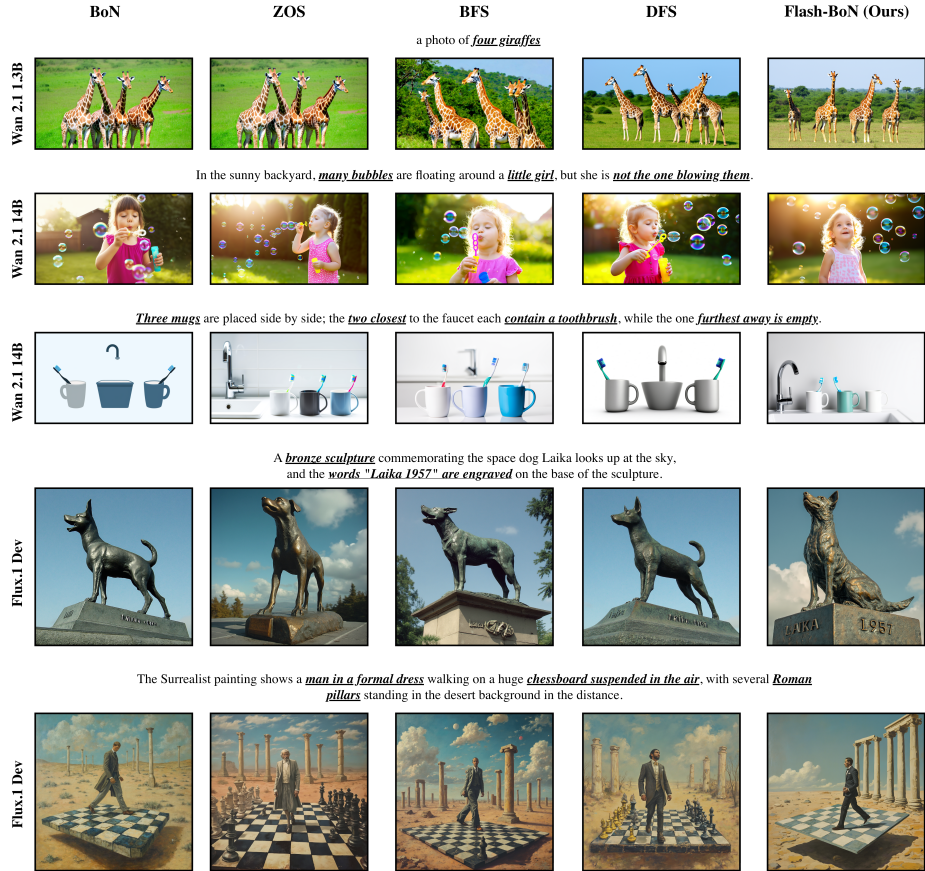 BoN ZOS BFS DFS Flash-BoN (Ours)
a photo of four giraffes
Wan 2.1 1.3B
In the sunny backyard, many bubbles are floating around a little girl, but she is not the one blowing them.
Wan 2.1 14B
Three mugs are placed side by side; the two closest to the faucet each contain a toothbrush, while the one furthest away is empty.
Wan 2.1 14B
A bronze sculpture commemorating the space dog Laika looks up at the sky,
and the words "Laika 1957" are engraved on the base of the sculpture.
Flux.1 Dev
LAIKA 1957
The Surrealist painting shows a man in a formal dress walking on a huge chessboard suspended in the air, with several Roman
pillars standing in the desert background in the distance.
Flux.1 Dev